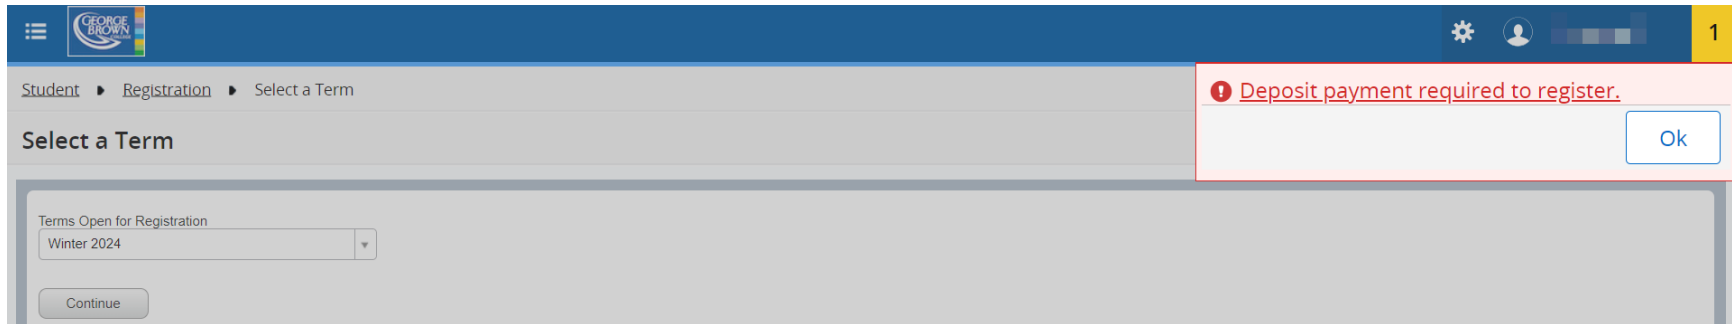 GEORGE
BROWN
COLLEGE
1
Student Registration Select a Term
Deposit payment required to register.
Ok
Select a Term
Terms Open for Registration
Winter 2024
Continue